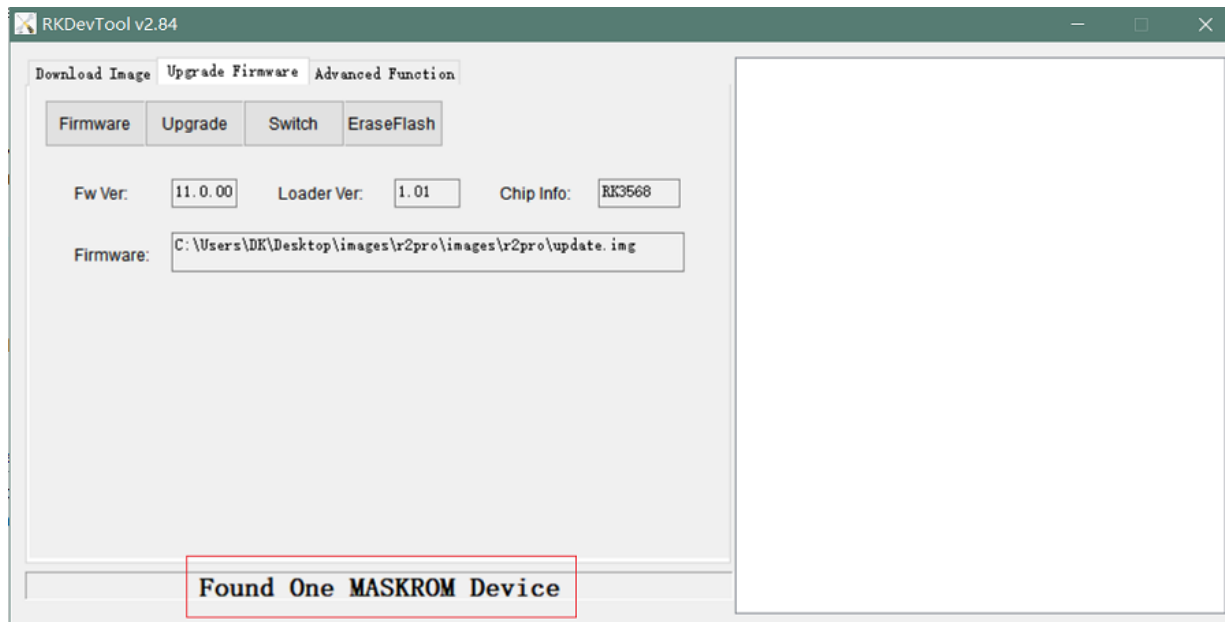 RKDevTool v2.84
Download Image Upgrade Firmware Advanced Function
Firmware Upgrade Switch EraseFlash
Fw Ver: 11.0.00 Loader Ver: 1.01 Chip Info: RK3568
Firmware: C:\Users\DK\Desktop\images\r2pro\images\r2pro\update.img
Found One MASKROM Device